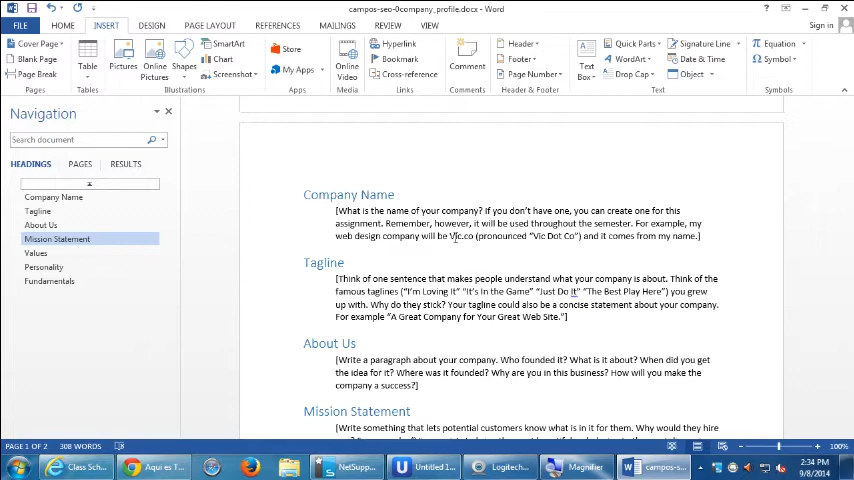 campos-seo-0company_profile.docx - Word
FILE HOME INSERT DESIGN PAGE LAYOUT REFERENCES MAILINGS REVIEW VIEW Sign in
Cover Page
Blank Page
Page Break
Pages
Table
Tables
Pictures
Online
Pictures
Shapes
SmartArt
Chart
Screenshot
Illustrations
Store
My Apps
Apps
Online
Video
Media
Hyperlink
Bookmark
Cross-reference
Links
Comment
Comments
Header
Footer
Page Number
Header & Footer
Text
Box
Quick Parts
WordArt
Drop Cap
Signature Line
Date & Time
Object
Text
Equation
Symbol
Symbols
Navigation
Search document
HEADINGS PAGES RESULTS
Company Name
Tagline
About Us
Mission Statement
Values
Personality
Fundamentals
Company Name
[What is the name of your company? If you don't have one, you can create one for this
assignment. Remember, however, it will be used throughout the semester. For example, my
web design company will be Vic.co (pronounced "Vic Dot Co") and it comes from my name.]
Tagline
[Think of one sentence that makes people understand what your company is about. Think of the
famous taglines ("I'm Loving It" "It's In the Game" "Just Do It" "The Best Play Here") you grew
up with. Why do they stick? Your tagline could also be a concise statement about your company.
For example "A Great Company for Your Great Web Site."]
About Us
[Write a paragraph about your company. Who founded it? What is it about? When did you get
the idea for it? Where was it founded? Why are you in this business? How will you make the
company a success?]
Mission Statement
[Write something that lets potential customers know what is in it for them. Why would they hire
PAGE 1 OF 2 308 WORDS 100%
Class Sch...
Aqui es T...
NetSupp...
Untitled 1...
Logitech...
Magnifier
campos-s...
2:34 PM
9/8/2014